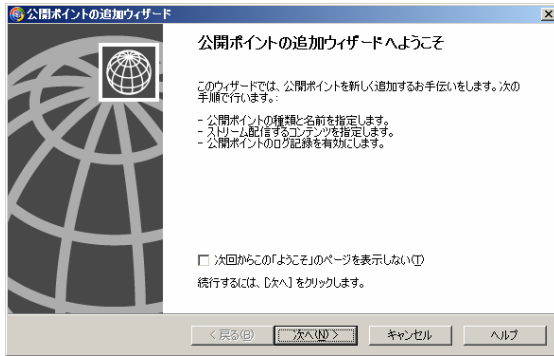 公開ポイントの追加ウィザード
公開ポイントの追加ウィザードへようこそ
このウィザードでは、公開ポイントを新しく追加するお手伝いをします。次の
手順で行います。:
- 公開ポイントの種類と名前を指定します。
- ストリーム配信するコンテンツを指定します。
- 公開ポイントのログ記録を有効にします。
次回からこの「ようこそ」のページを表示しない(T)
続行するには、[次へ] をクリックします。
< 戻る(B)
次へ(N) >
キャンセル
ヘルプ